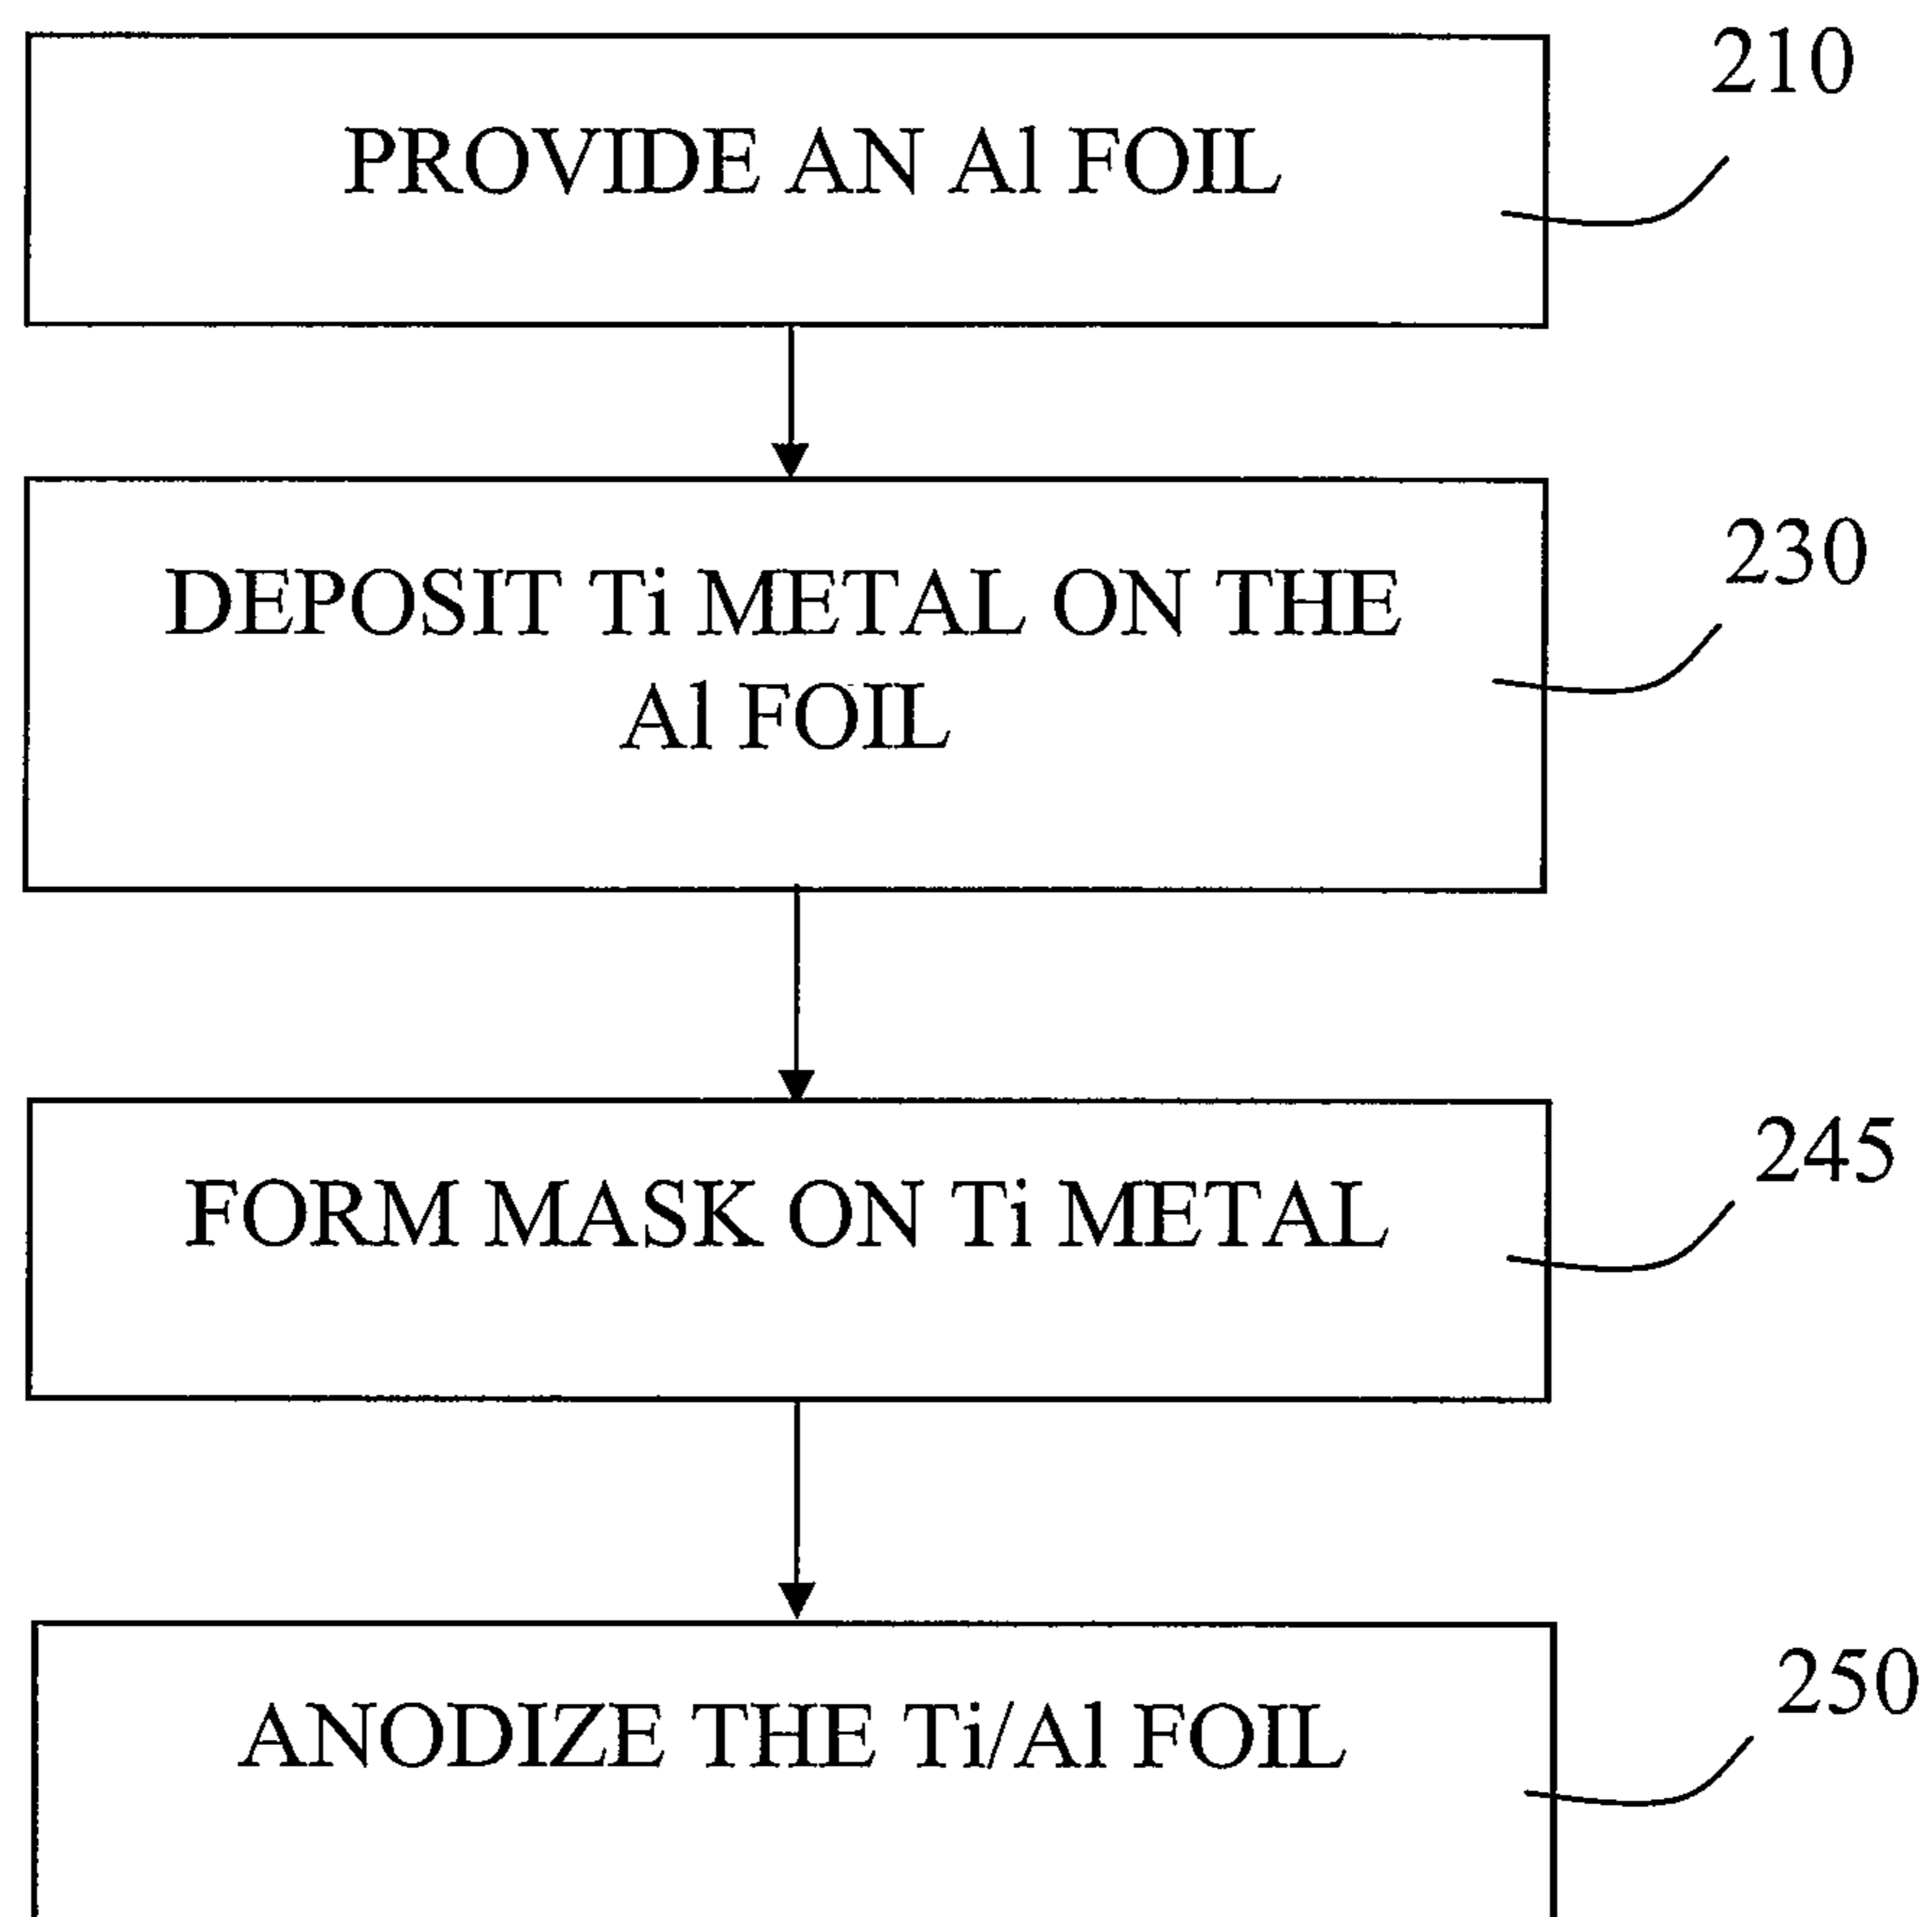 210
PROVIDE AN Al FOIL
230
DEPOSIT Ti METAL ON THE
Al FOIL
245
FORM MASK ON Ti METAL
250
ANODIZE THE Ti/Al FOIL